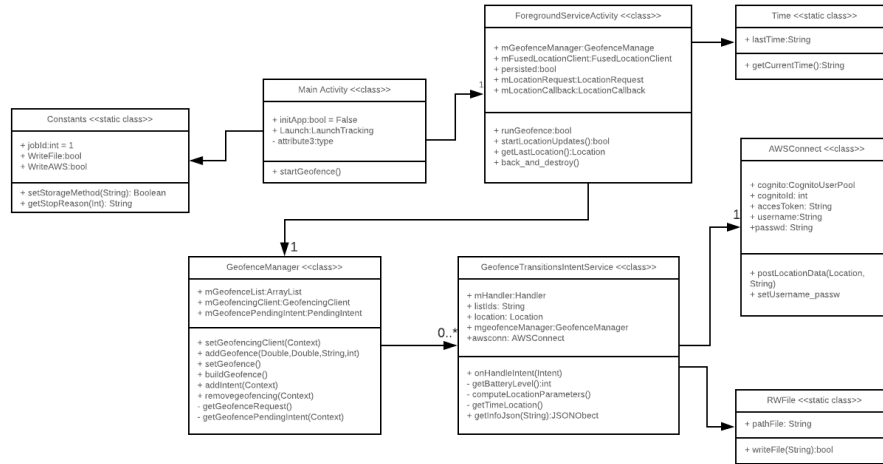 ForegroundServiceActivity <<class>>
+ mGeofenceManager:GeofenceManage
+ mFusedLocationClient:FusedLocationClient
+ persisted:bool
+ mLocationRequest:LocationRequest
+ mLocationCallback:LocationCallback
+ runGeofence:bool
+ startLocationUpdates():bool
+ getLastLocation():Location
+ back_and_destroy()
Time <<static class>>
+ lastTime:String
+ getCurrentTime():String
Main Activity <<class>>
+ initApp:bool = False
+ Launch:LaunchTracking
- attribute3:type
+ startGeofence()
1
Constants <<static class>>
+ jobId:int = 1
+ WriteFile:bool
+ WriteAWS:bool
+ setStorageMethod(String): Boolean
+ getStopReason(Int): String
AWSConnect <<class>>
+ cognito:CognitoUserPool
+ cognitoId: int
+ accesToken: String
+ username:String
+passwd: String
+ postLocationData(Location,
String)
+ setUsername_passw
1
1
GeofenceManager <<class>>
+ mGeofenceList:ArrayList
+ mGeofencingClient:GeofencingClient
+ mGeofencePendingIntent:PendingIntent
+ setGeofencingClient(Context)
+ addGeofence(Double,Double,String,int)
+ setGeofence()
+ buildGeofence()
+ addIntent(Context)
+ removegeofencing(Context)
- getGeofenceRequest()
- getGeofencePendingIntent(Context)
0..*
GeofenceTransitionsIntentService <<class>>
+ mHandler:Handler
+ listIds: String
+ location: Location
+ mgeofenceManager:GeofenceManager
+awsconn: AWSConnect
+ onHandleIntent(Intent)
- getBatteryLevel():int
- computeLocationParameters()
- getTimeLocation()
+ getInfoJson(String):JSONObect
RWFile <<static class>>
+ pathFile: String
+ writeFile(String):bool